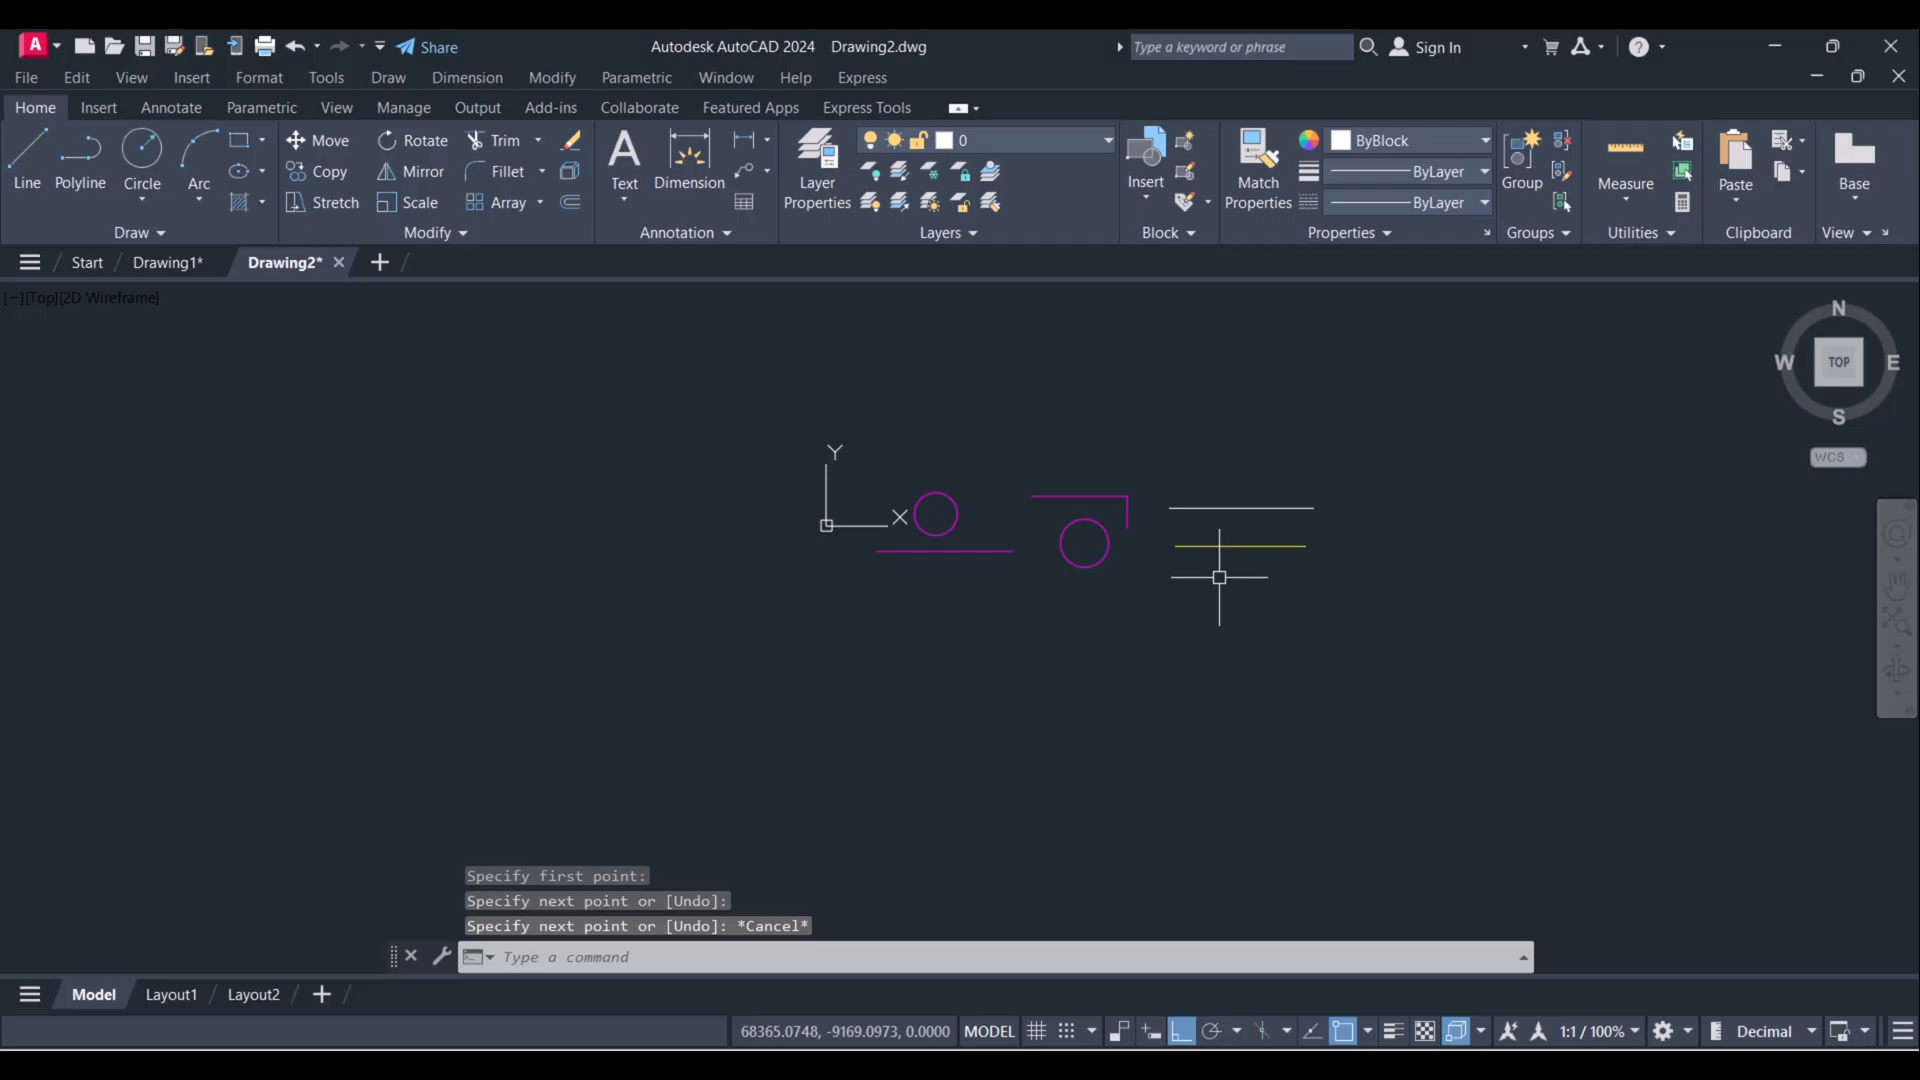 A Share Autodesk AutoCAD 2024 Drawing2.dwg Type a keyword or phrase Sign In ?
File Edit View Insert Format Tools Draw Dimension Modify Parametric Window Help Express
Home Insert Annotate Parametric View Manage Output Add-ins Collaborate Featured Apps Express Tools
Line Polyline Circle Arc
Move Rotate Trim
Copy Mirror Fillet
Stretch Scale Array
A Text Dimension
Layer Properties
0
Insert
Match Properties
ByBlock
ByLayer
ByLayer
Group
Measure
Paste
Base
Draw Modify Annotation Layers Block Properties Groups Utilities Clipboard View
Start Drawing1* Drawing2*
[−][Top][2D Wireframe]
N
W TOP E
S
WCS
Y
X
Specify first point:
Specify next point or [Undo]:
Specify next point or [Undo]: *Cancel*
Type a command
Model Layout1 Layout2
68365.0748, -9169.0973, 0.0000 MODEL 1:1 / 100% Decimal